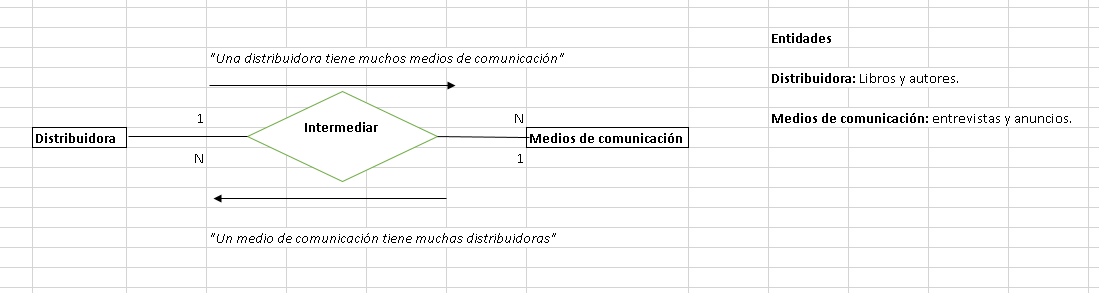 Entidades
"Una distribuidora tiene muchos medios de comunicación"
Distribuidora: Libros y autores.
1
N
Medios de comunicación: entrevistas y anuncios.
Intermediar
Distribuidora
Medios de comunicación
N
1
"Un medio de comunicación tiene muchas distribuidoras"